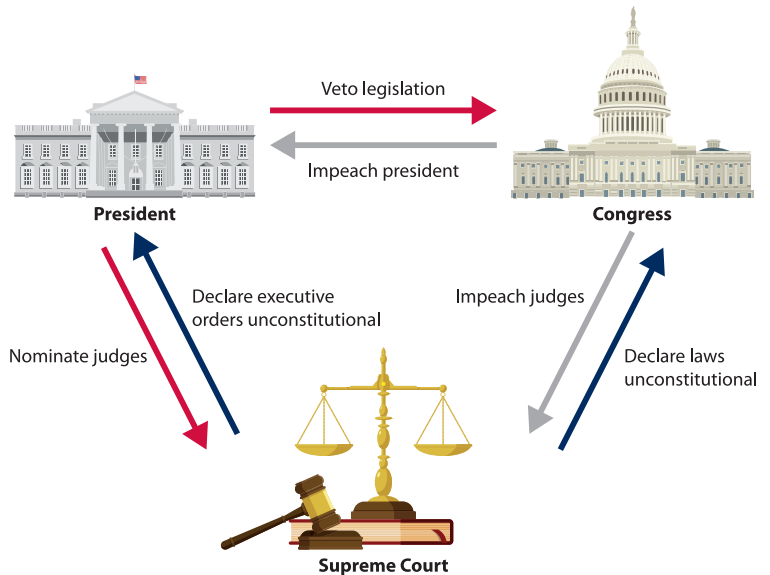 Veto legislation
Impeach president
President
Congress
Declare executive
orders unconstitutional
Impeach judges
Nominate judges
Declare laws
unconstitutional
Supreme Court